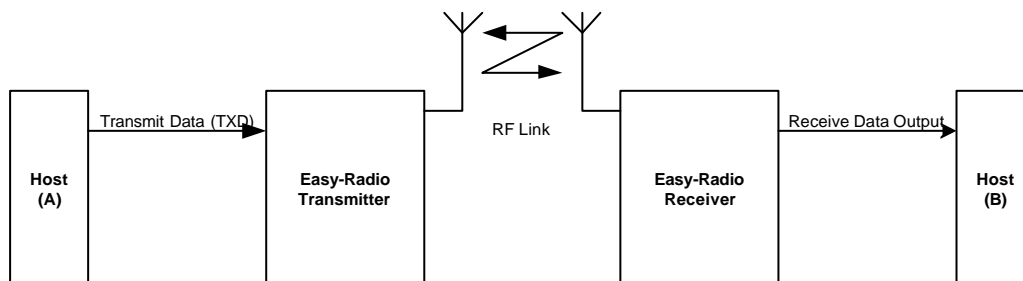 Transmit Data (TXD)
RF Link
Receive Data Output
Host
(A)
Easy-Radio
Transmitter
Easy-Radio
Receiver
Host
(B)